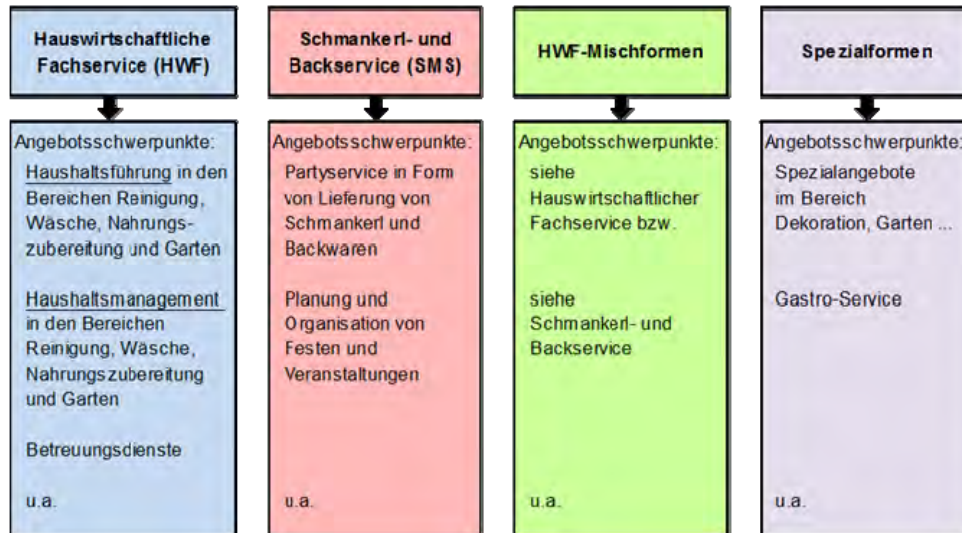 Hauswirtschaftliche
Fachservice (HWF)
Angebotsschwerpunkte:
Haushaltsführung in den
Bereichen Reinigung,
Wäsche, Nahrungs-
zubereitung und Garten
Haushaltsmanagement
in den Bereichen
Reinigung, Wäsche,
Nahrungszubereitung
und Garten
Betreuungsdienste
u.a.
Schmankerl- und
Backservice (SMS)
Angebotsschwerpunkte:
Partyservice in Form
von Lieferung von
Schmankerl und
Backwaren
Planung und
Organisation von
Festen und
Veranstaltungen
u.a.
HWF-Mischformen
Angebotsschwerpunkte:
siehe
Hauswirtschaftlicher
Fachservice bzw.
siehe
Schmankerl- und
Backservice
u.a.
Spezialformen
Angebotsschwerpunkte:
Spezialangebote
im Bereich
Dekoration, Garten ...
Gastro-Service
u.a.